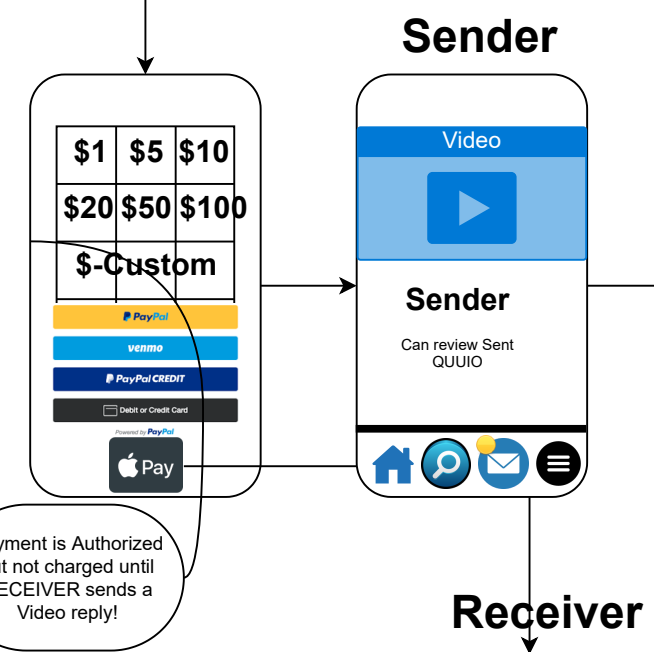 Sender
$1 $5 $10
$20 $50 $100
$-Custom
PayPal
venmo
PayPal CREDIT
Debit or Credit Card
Powered by PayPal
Pay
Video
Sender
Can review Sent
QUUIO
yment is Authorized
t not charged until
ECEIVER sends a
Video reply!
Receiver